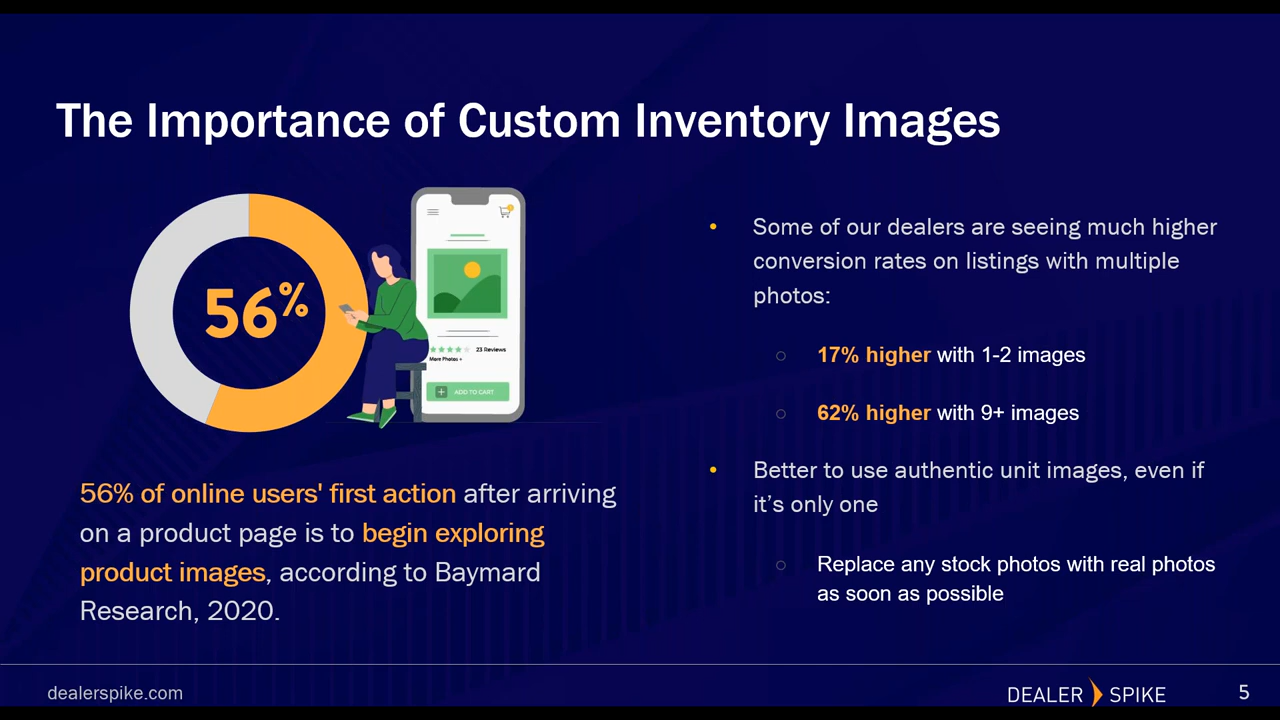 The Importance of Custom Inventory Images
56%
23 Reviews
More Photos +
ADD TO CART
56% of online users' first action after arriving
on a product page is to begin exploring
product images, according to Baymard
Research, 2020.
• Some of our dealers are seeing much higher
conversion rates on listings with multiple
photos:
○ 17% higher with 1-2 images
○ 62% higher with 9+ images
• Better to use authentic unit images, even if
it’s only one
○ Replace any stock photos with real photos
as soon as possible
dealerspike.com
DEALER SPIKE
5